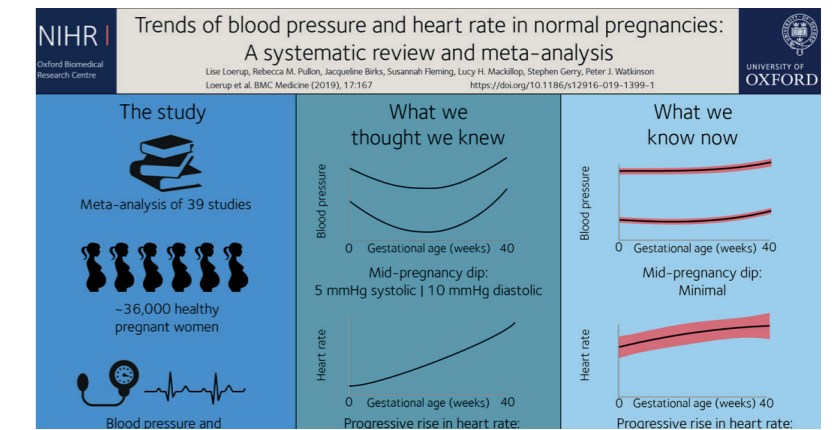 NIHR
Oxford Biomedical
Research Centre
Trends of blood pressure and heart rate in normal pregnancies:
A systematic review and meta-analysis
Lise Loerup, Rebecca M. Pullon, Jacqueline Birks, Susannah Fleming, Lucy H. Mackillop, Stephen Gerry, Peter J. Watkinson
Loerup et al. BMC Medicine (2019), 17:167 https://doi.org/10.1186/s12916-019-1399-1
UNIVERSITY OF
OXFORD
The study
Meta-analysis of 39 studies
~36,000 healthy
pregnant women
Blood pressure and
What we
thought we knew
Blood pressure
0 Gestational age (weeks) 40
Mid-pregnancy dip:
5 mmHg systolic | 10 mmHg diastolic
Heart rate
0 Gestational age (weeks) 40
Progressive rise in heart rate:
What we
know now
Blood pressure
0 Gestational age (weeks) 40
Mid-pregnancy dip:
Minimal
Heart rate
0 Gestational age (weeks) 40
Progressive rise in heart rate: